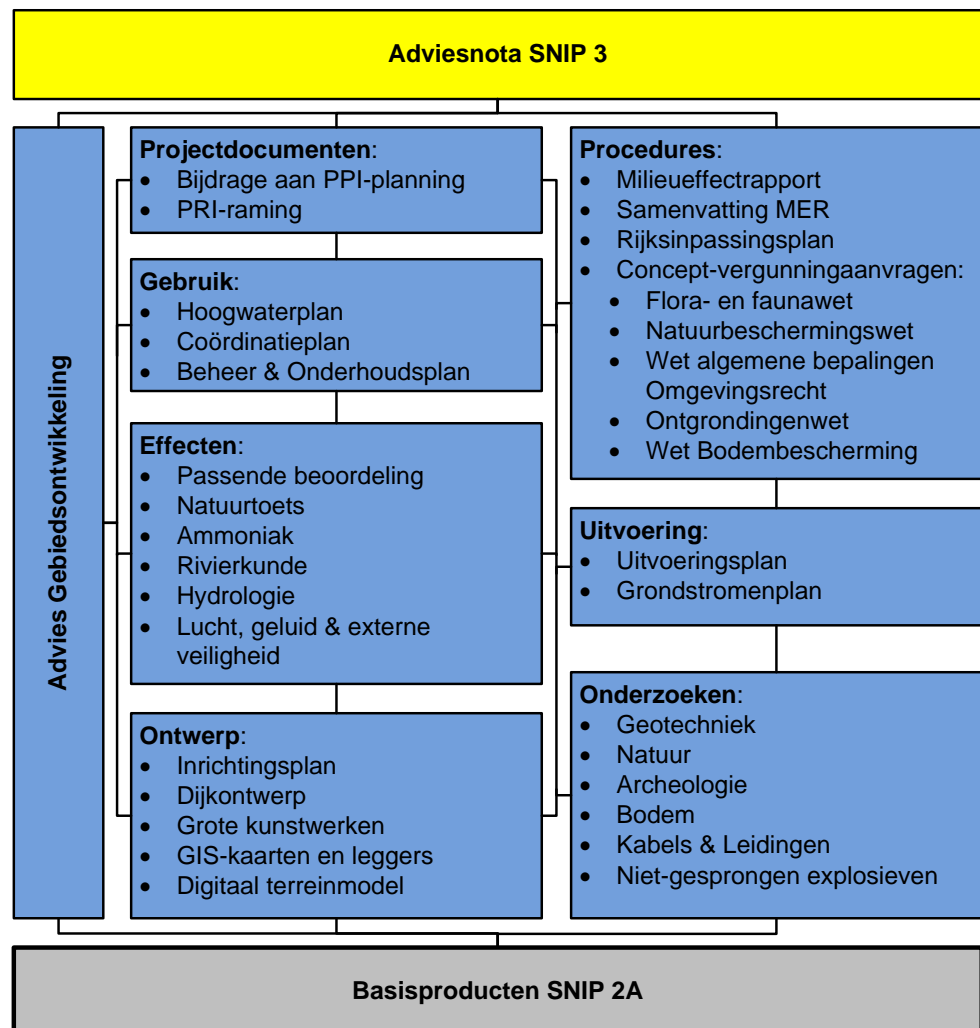 Adviesnota SNIP 3
Advies Gebiedsontwikkeling
Projectdocumenten:
• Bijdrage aan PPI-planning
• PRI-raming
Gebruik:
• Hoogwaterplan
• Coördinatieplan
• Beheer & Onderhoudsplan
Effecten:
• Passende beoordeling
• Natuurtoets
• Ammoniak
• Rivierkunde
• Hydrologie
• Lucht, geluid & externe
veiligheid
Ontwerp:
• Inrichtingsplan
• Dijkontwerp
• Grote kunstwerken
• GIS-kaarten en leggers
• Digitaal terreinmodel
Procedures:
• Milieueffectrapport
• Samenvatting MER
• Rijksinpassingsplan
• Concept-vergunningaanvragen:
• Flora- en faunawet
• Natuurbeschermingswet
• Wet algemene bepalingen
Omgevingsrecht
• Ontgrondingenwet
• Wet Bodembescherming
Uitvoering:
• Uitvoeringsplan
• Grondstromenplan
Onderzoeken:
• Geotechniek
• Natuur
• Archeologie
• Bodem
• Kabels & Leidingen
• Niet-gesprongen explosieven
Basisproducten SNIP 2A